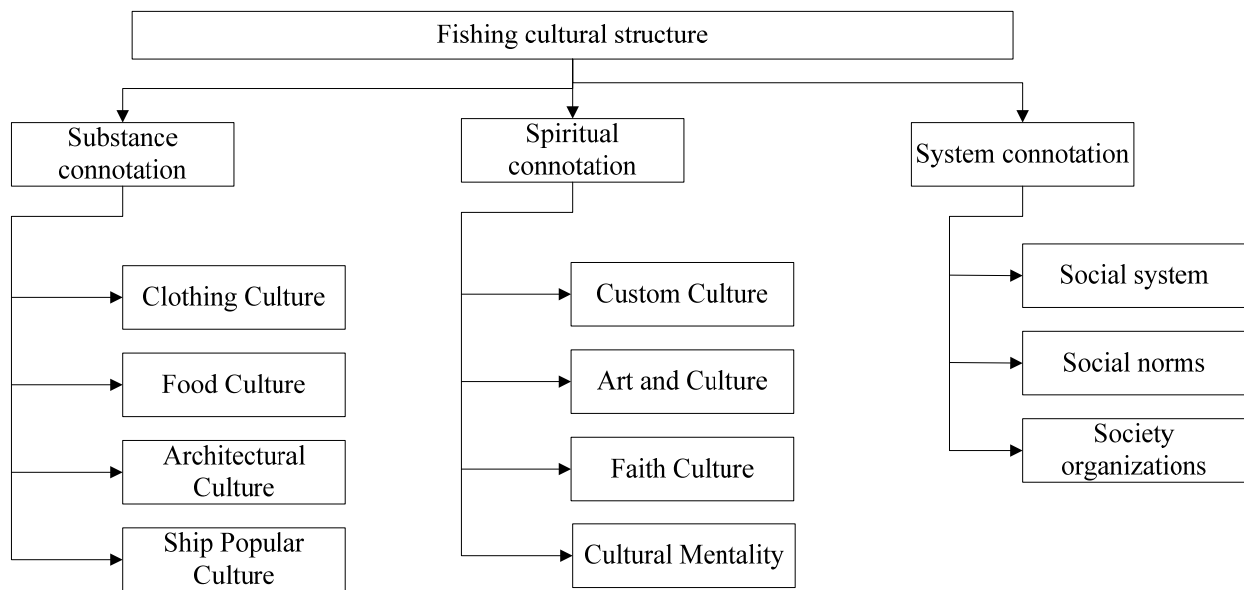 Fishing cultural structure
Substance
connotation
Spiritual
connotation
System connotation
Clothing Culture
Food Culture
Architectural
Culture
Ship Popular
Culture
Custom Culture
Art and Culture
Faith Culture
Cultural Mentality
Social system
Social norms
Society
organizations